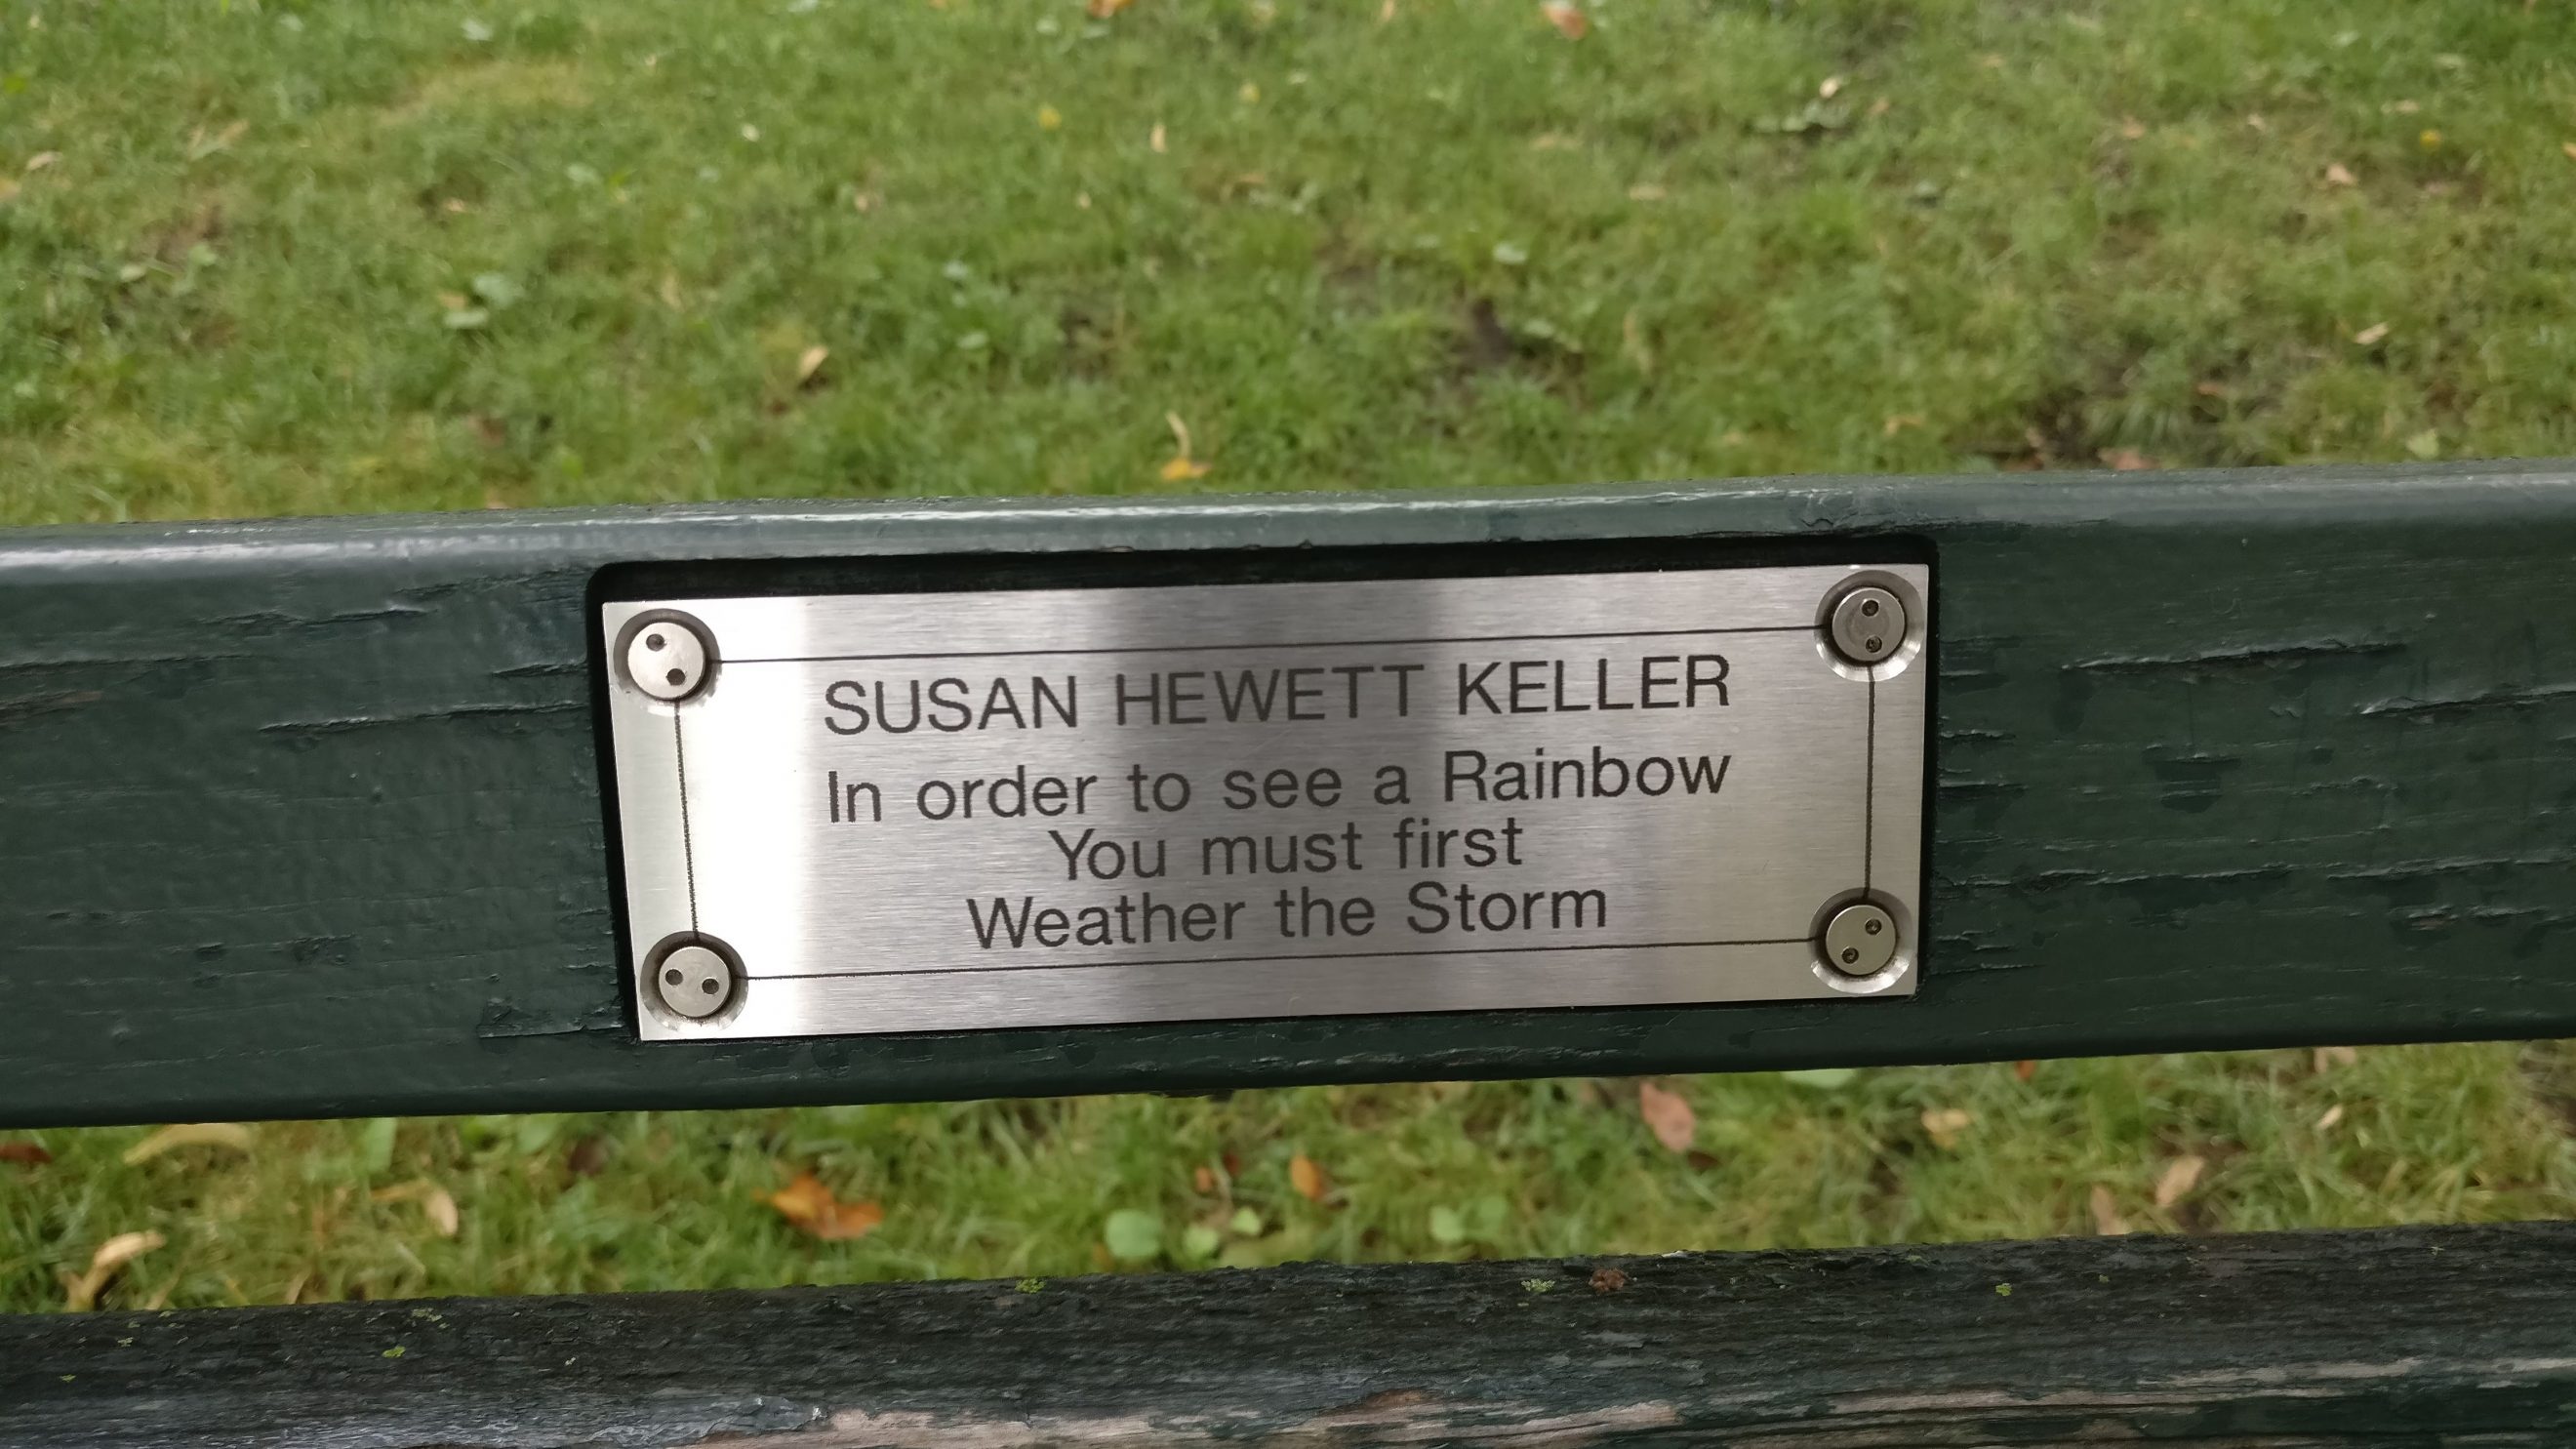 SUSAN HEWETT KELLER
In order to see a Rainbow
You must first
Weather the Storm